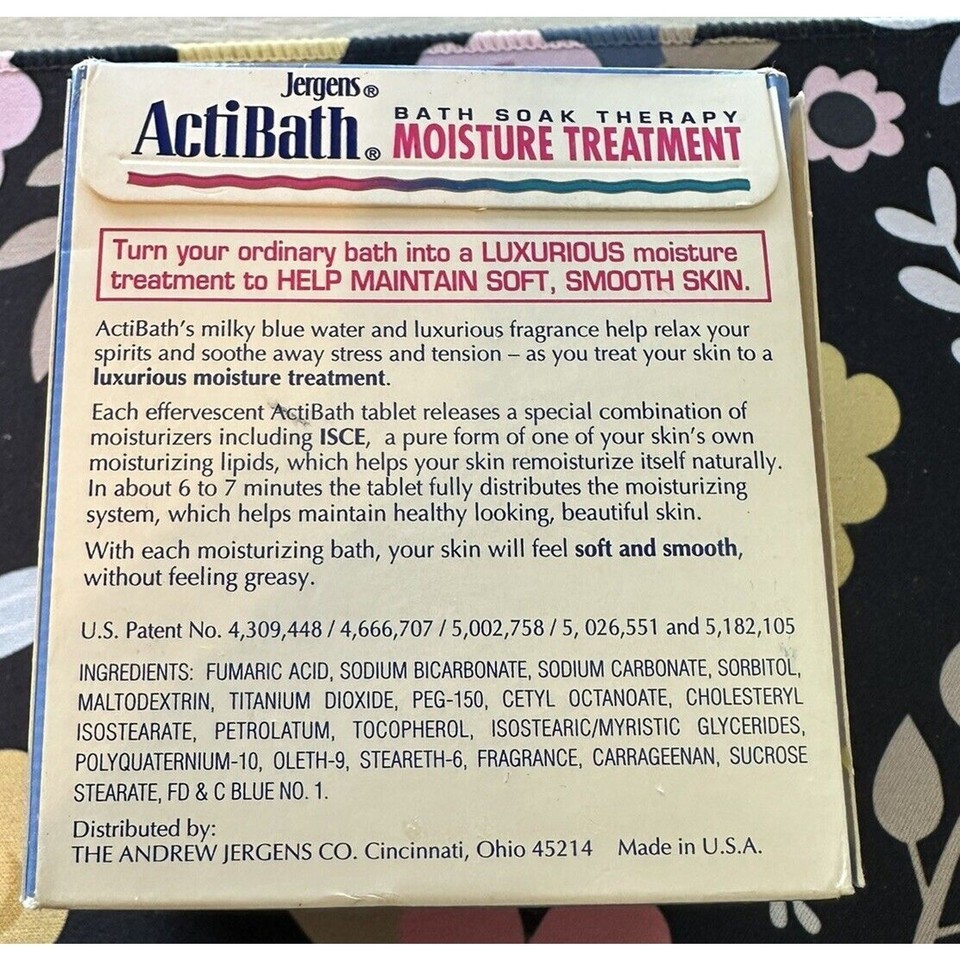 Jergens®
ActiBath® BATH SOAK THERAPY
MOISTURE TREATMENT
Turn your ordinary bath into a LUXURIOUS moisture
treatment to HELP MAINTAIN SOFT, SMOOTH SKIN.
ActiBath's milky blue water and luxurious fragrance help relax your
spirits and soothe away stress and tension – as you treat your skin to a
luxurious moisture treatment.
Each effervescent ActiBath tablet releases a special combination of
moisturizers including ISCE, a pure form of one of your skin's own
moisturizing lipids, which helps your skin remoisturize itself naturally.
In about 6 to 7 minutes the tablet fully distributes the moisturizing
system, which helps maintain healthy looking, beautiful skin.
With each moisturizing bath, your skin will feel soft and smooth,
without feeling greasy.
U.S. Patent No. 4,309,448 / 4,666,707 / 5,002,758 / 5, 026,551 and 5,182,105
INGREDIENTS: FUMARIC ACID, SODIUM BICARBONATE, SODIUM CARBONATE, SORBITOL,
MALTODEXTRIN, TITANIUM DIOXIDE, PEG-150, CETYL OCTANOATE, CHOLESTERYL
ISOSTEARATE, PETROLATUM, TOCOPHEROL, ISOSTEARIC/MYRISTIC GLYCERIDES,
POLYQUATERNIUM-10, OLETH-9, STEARETH-6, FRAGRANCE, CARRAGEENAN, SUCROSE
STEARATE, FD & C BLUE NO. 1.
Distributed by:
THE ANDREW JERGENS CO. Cincinnati, Ohio 45214 Made in U.S.A.